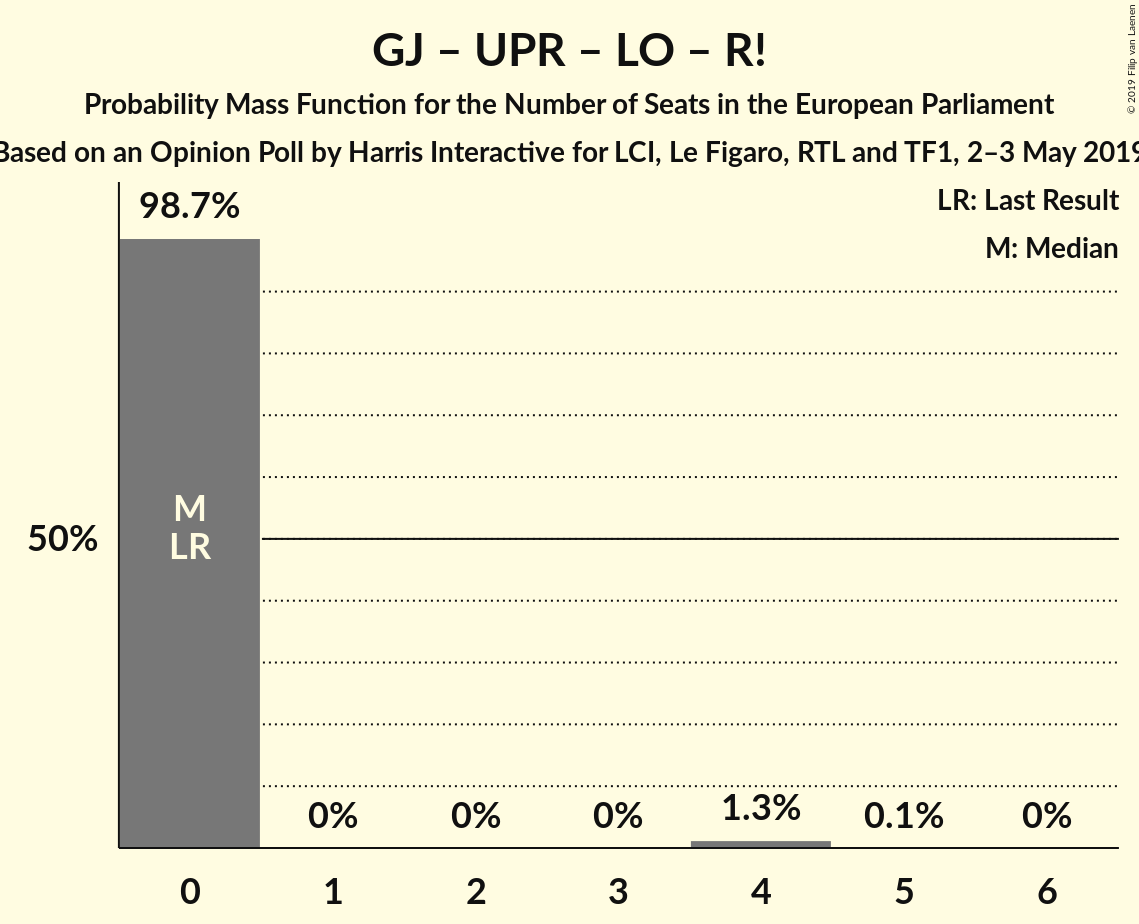 GJ – UPR – LO – R!
Probability Mass Function for the Number of Seats in the European Parliament
Based on an Opinion Poll by Harris Interactive for LCI, Le Figaro, RTL and TF1, 2–3 May 2019
© 2019 Filip van Laenen
LR: Last Result
M: Median
98.7%
M
LR
50%
0% 0% 0% 1.3% 0.1% 0%
0 1 2 3 4 5 6